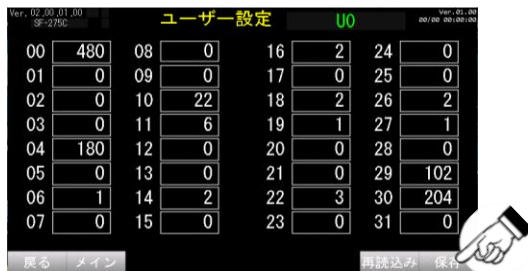 Ver. 02,00,01,00
SF-275C
ユーザー設定
U0
Ver.01.00
00/00 00:00:00
00 480 08 0 16 2 24 0
01 0 09 0 17 0 25 0
02 0 10 22 18 2 26 2
03 0 11 6 19 1 27 1
04 180 12 0 20 0 28 0
05 0 13 0 21 0 29 102
06 1 14 2 22 3 30 204
07 0 15 0 23 0 31 0
戻る メイン 再読込み 保存